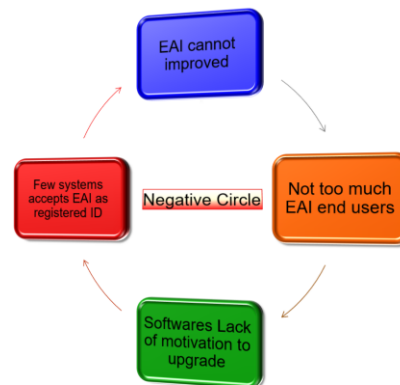 EAI cannot
improved
Not too much
EAI end users
Softwares Lack
of motivation to
upgrade
Few systems
accepts EAI as
registered ID
Negative Circle